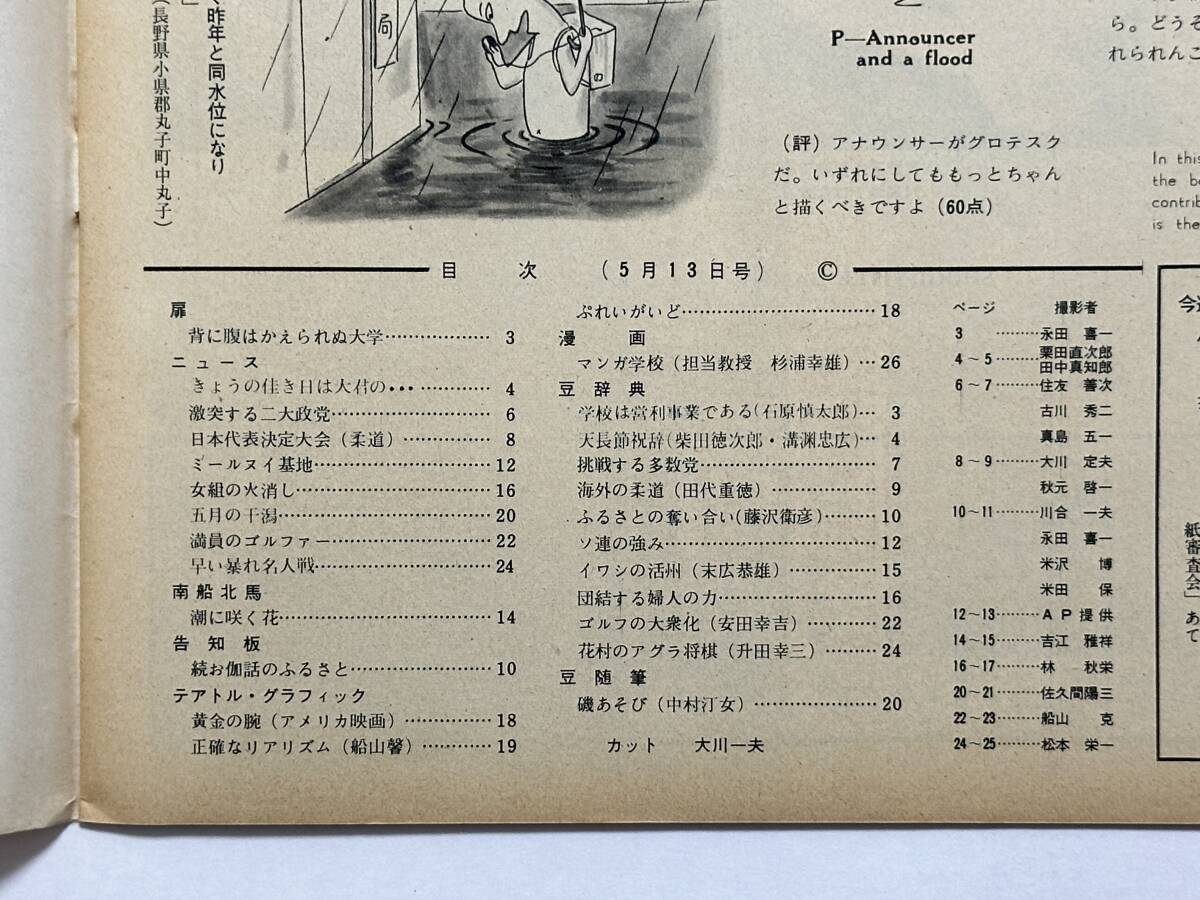 昨年と同水位になり
」
(長野県小県郡丸子町中丸子)
局
P—Announcer
and a flood
(評) アナウンサーがグロテスク
だ。いずれにしてももっとちゃん
と描くべきですよ (60点)
ら。どうぞ
れられんこ
In this
the
contrib
is the
目次 (5月13日号) ©
扉
背に腹はかえられぬ大学………………3
ニュース
きょうの佳き日は大君の・・・…………4
激突する二大政党……………………6
日本代表決定大会 (柔道) ……………8
ミールヌイ基地………………………12
女組の火消し…………………………16
五月の干潟……………………………20
満員のゴルファー……………………22
早い暴れ名人戦………………………24
南船北馬
潮に咲く花……………………………14
告知板
続お伽話のふるさと…………………10
テアトル・グラフィック
黄金の腕 (アメリカ映画) ……………18
正確なリアリズム (船山馨) …………19
ぷれいがいど…………………………18
漫画
マンガ学校 (担当教授 杉浦幸雄) …26
豆辞典
学校は営利事業である(石原慎太郎)…3
天長節祝辞(柴田徳次郎・溝渕忠広)…4
挑戦する多数党………………………7
海外の柔道 (田代重徳) ………………9
ふるさとの奪い合い(藤沢衛彦)………10
ソ連の強み……………………………12
イワシの活州 (末広恭雄) ……………15
団結する婦人の力……………………16
ゴルフの大衆化 (安田幸吉) …………22
花村のアグラ将棋 (升田幸三) ………24
豆随筆
磯あそび (中村汀女) …………………20
カット 大川一夫
ページ 撮影者
3 ………永田喜一
4～5 ………栗田直次郎
田中真知郎
6～7 ………住友善次
古川秀二
真島五一
8～9 ………大川定夫
秋元啓一
10～11………川合一夫
永田喜一
米沢博
米田保
12～13………AP提供
14～15………吉江雅祥
16～17………林秋栄
20～21………佐久間陽三
22～23………船山克
24～25………松本栄一
今
紙審査会」あて